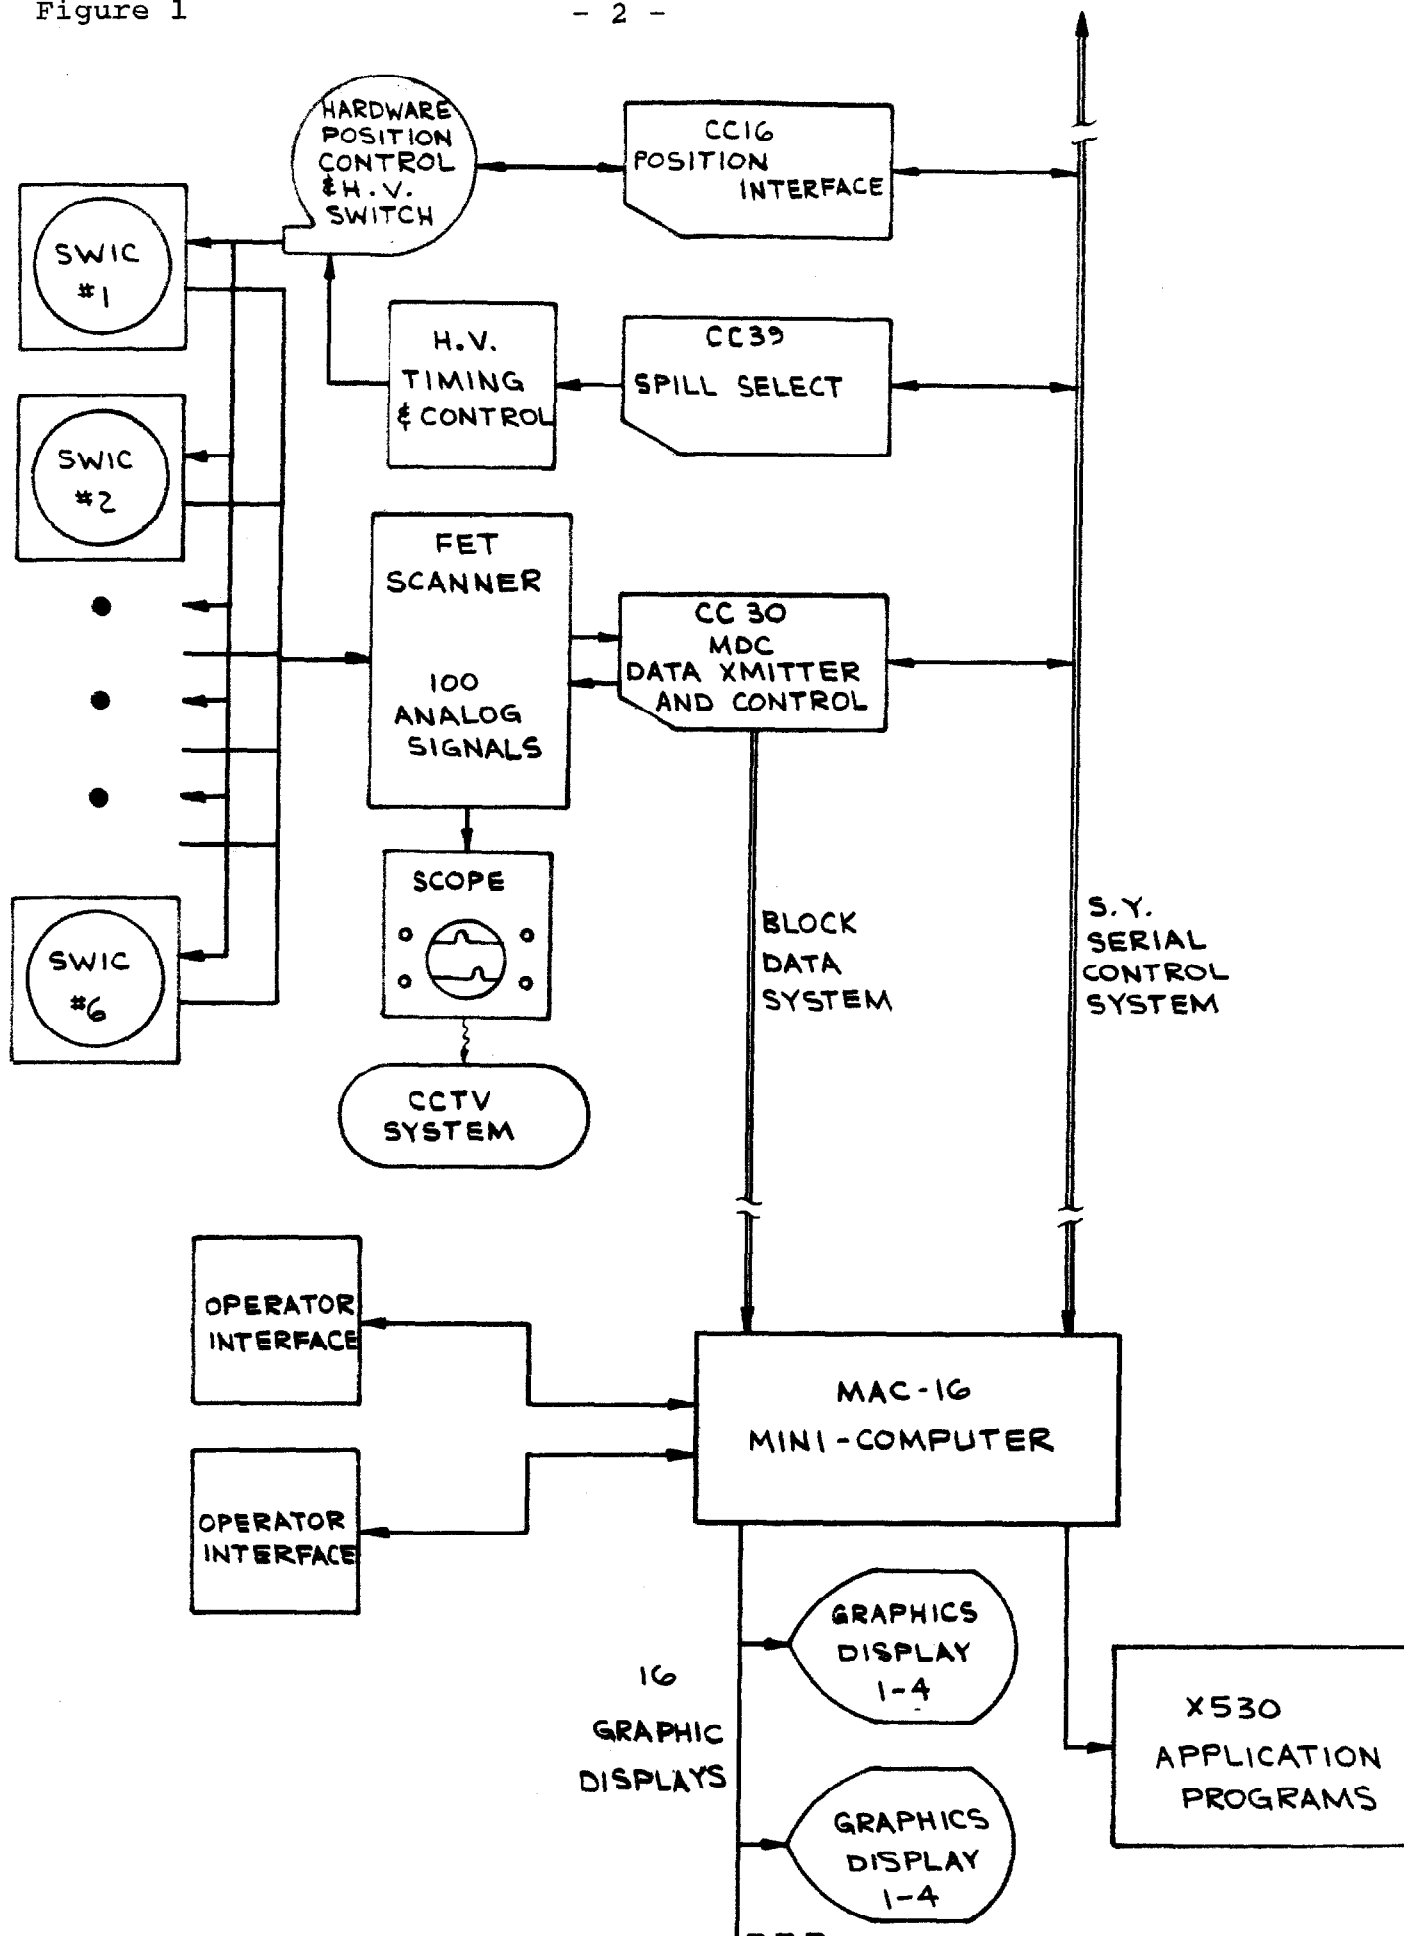 Figure 1
- 2 -
HARDWARE
POSITION
CONTROL
& H.V.
SWITCH
CC16
POSITION
INTERFACE
SWIC
#1
H.V.
TIMING
& CONTROL
CC39
SPILL SELECT
SWIC
#2
FET
SCANNER
100
ANALOG
SIGNALS
CC 30
MDC
DATA XMITTER
AND CONTROL
SCOPE
SWIC
#6
BLOCK
DATA
SYSTEM
S.Y.
SERIAL
CONTROL
SYSTEM
CCTV
SYSTEM
OPERATOR
INTERFACE
MAC-16
MINI-COMPUTER
OPERATOR
INTERFACE
16
GRAPHIC
DISPLAYS
GRAPHICS
DISPLAY
1-4
X530
APPLICATION
PROGRAMS
GRAPHICS
DISPLAY
1-4